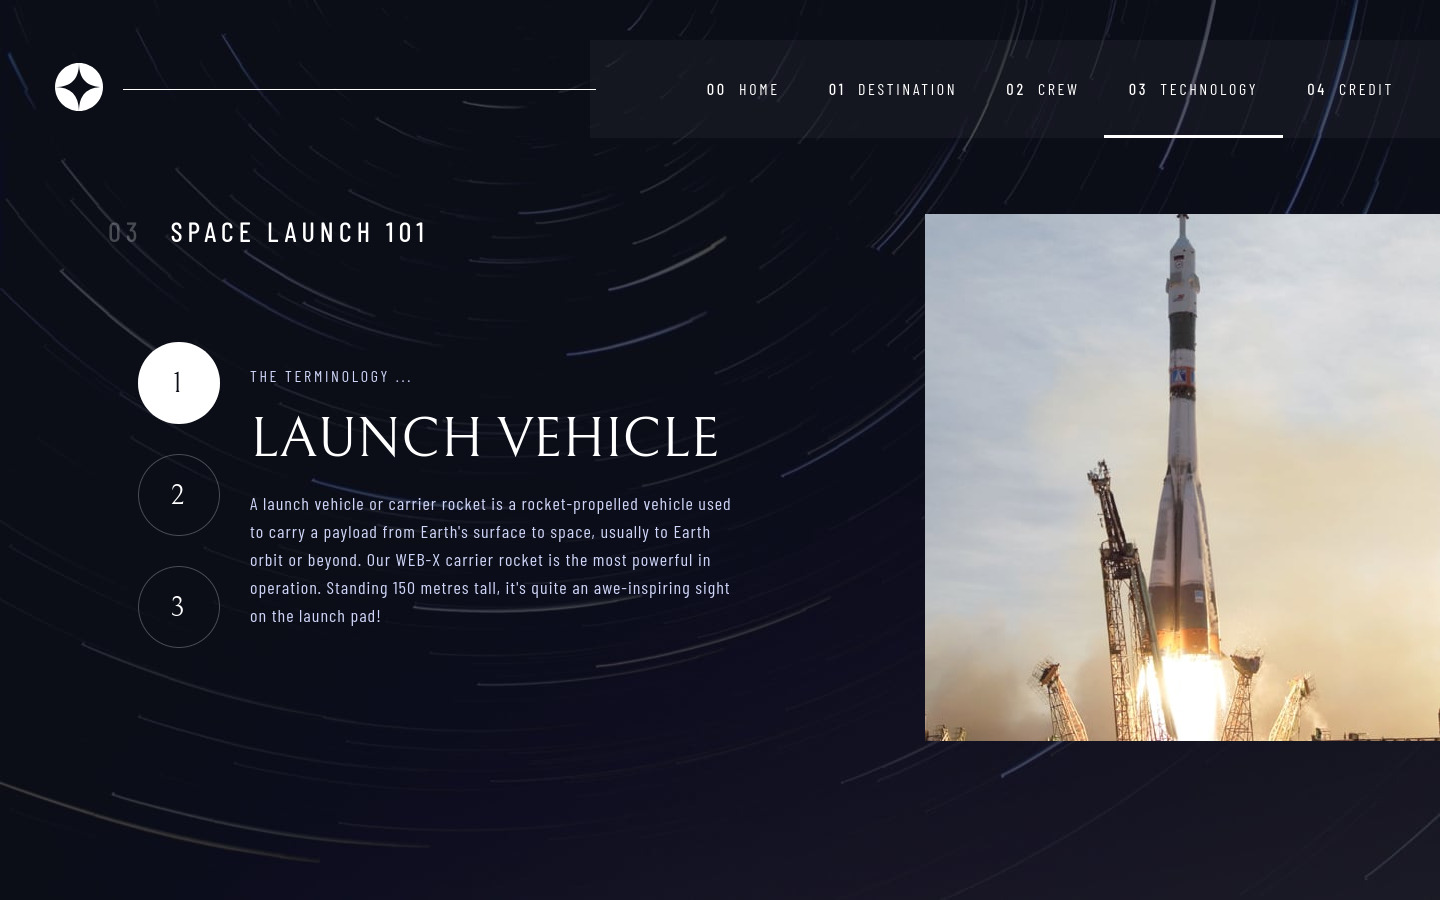 00 HOME 01 DESTINATION 02 CREW 03 TECHNOLOGY 04 CREDIT
03 SPACE LAUNCH 101
1
2
3
THE TERMINOLOGY ...
LAUNCH VEHICLE
A launch vehicle or carrier rocket is a rocket-propelled vehicle used
to carry a payload from Earth's surface to space, usually to Earth
orbit or beyond. Our WEB-X carrier rocket is the most powerful in
operation. Standing 150 metres tall, it's quite an awe-inspiring sight
on the launch pad!